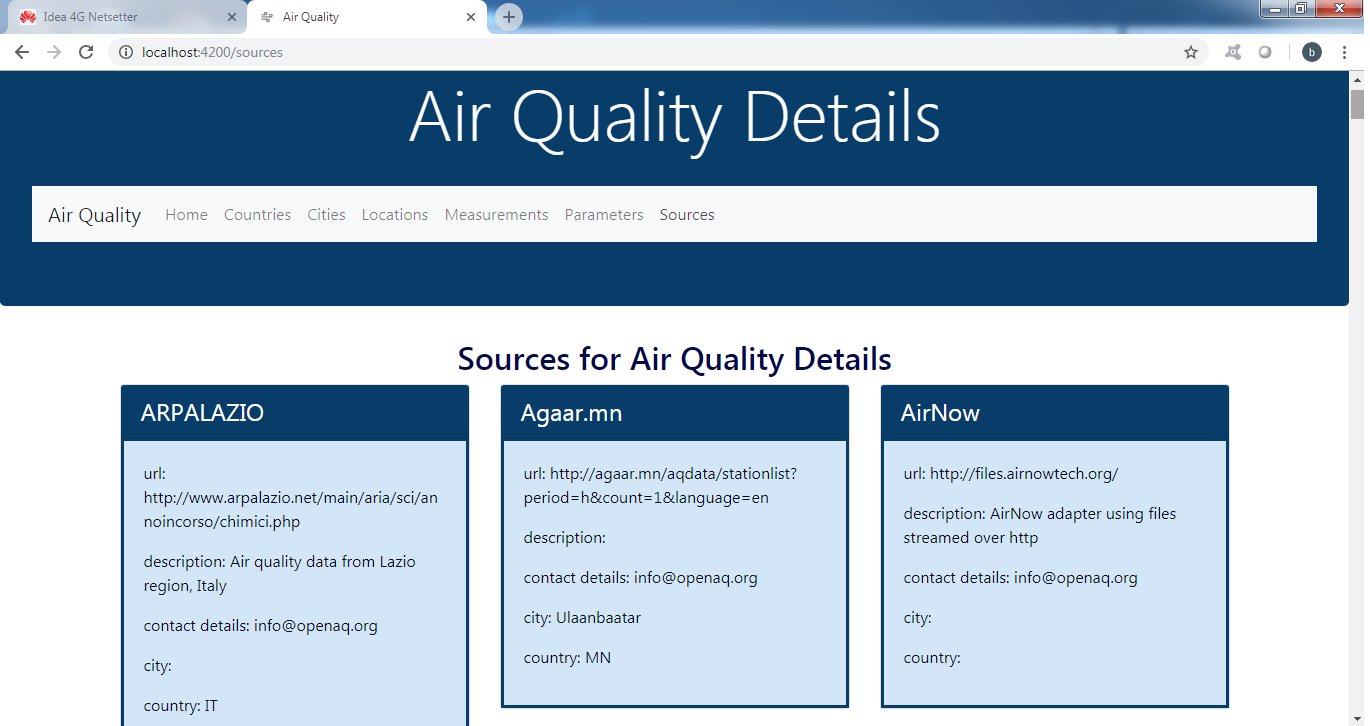 Idea 4G Netsetter
Air Quality
localhost:4200/sources
b
Air Quality Details
Air Quality Home Countries Cities Locations Measurements Parameters Sources
Sources for Air Quality Details
ARPALAZIO
url:
http://www.arpalazio.net/main/aria/sci/an
noincorso/chimici.php
description: Air quality data from Lazio
region, Italy
contact details: info@openaq.org
city:
country: IT
Agaar.mn
url: http://agaar.mn/aqdata/stationlist?
period=h&count=1&language=en
description:
contact details: info@openaq.org
city: Ulaanbaatar
country: MN
AirNow
url: http://files.airnowtech.org/
description: AirNow adapter using files
streamed over http
contact details: info@openaq.org
city:
country: